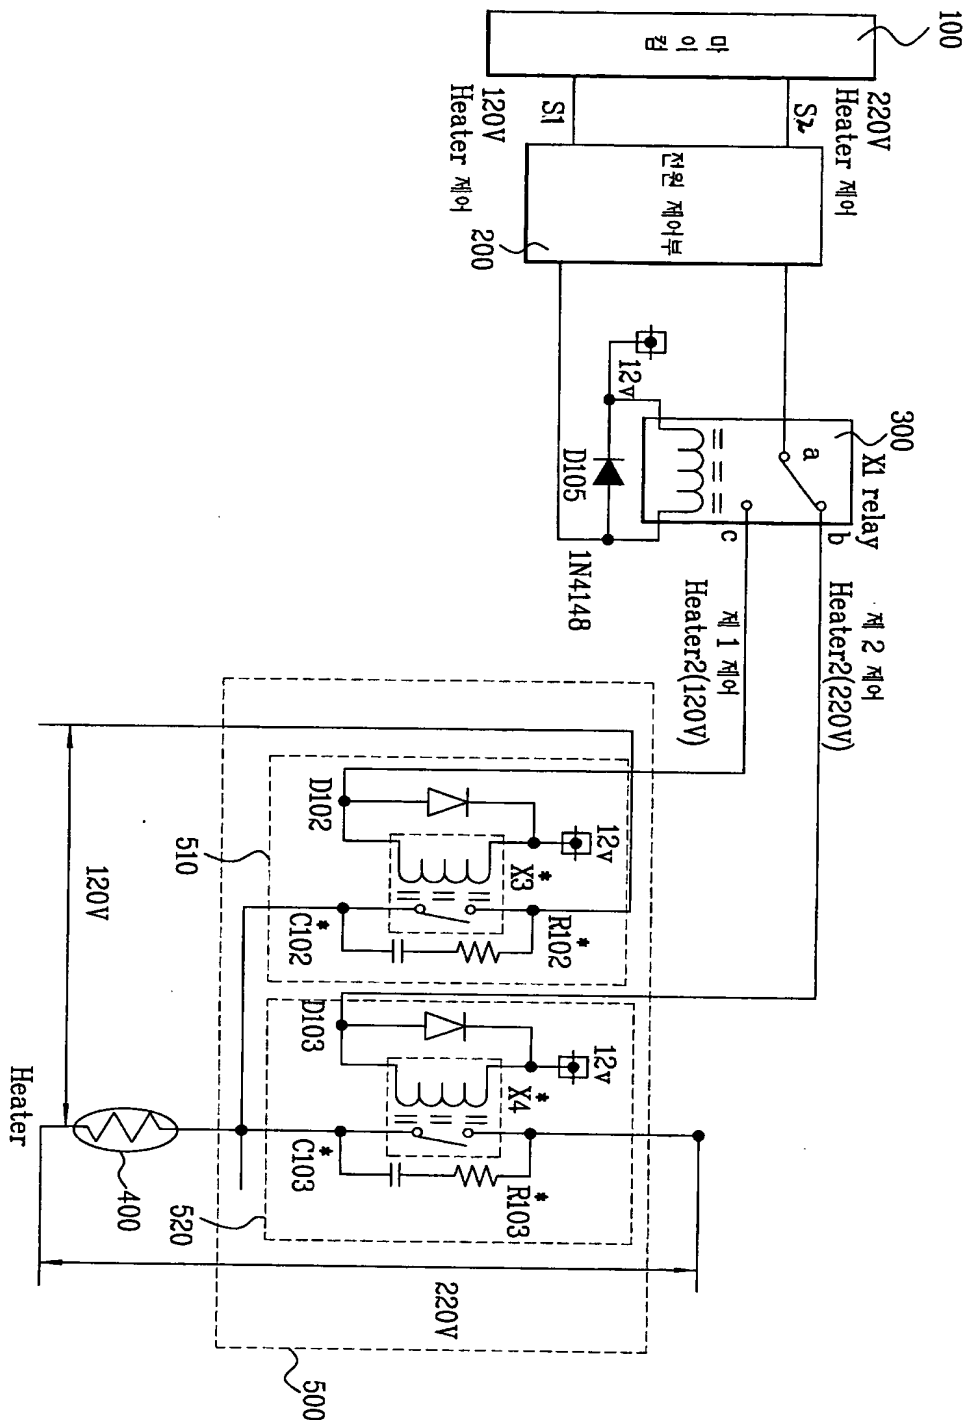 100
마이컴
220V
Heater 제어
S2
S1
120V
Heater 제어
전원 제어부
200
12v
D105
1N4148
300
X1 relay
a
b
c
제 2 제어
Heater2(220V)
제 1 제어
Heater2(120V)
12v
D102
X3*
R102*
C102*
510
12v
D103
X4*
R103*
C103*
520
120V
Heater
400
220V
500